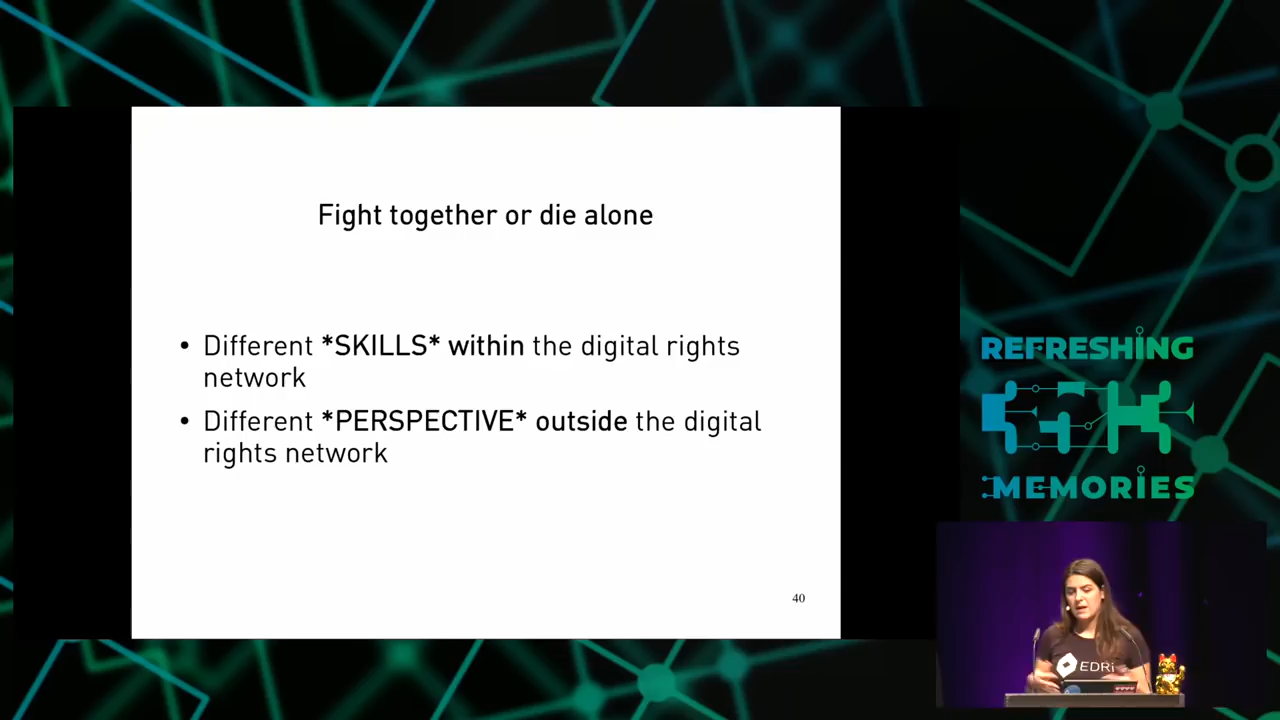 Fight together or die alone
• Different *SKILLS* within the digital rights
network
• Different *PERSPECTIVE* outside the digital
rights network
40
REFRESHING
MEMORIES
EDRi